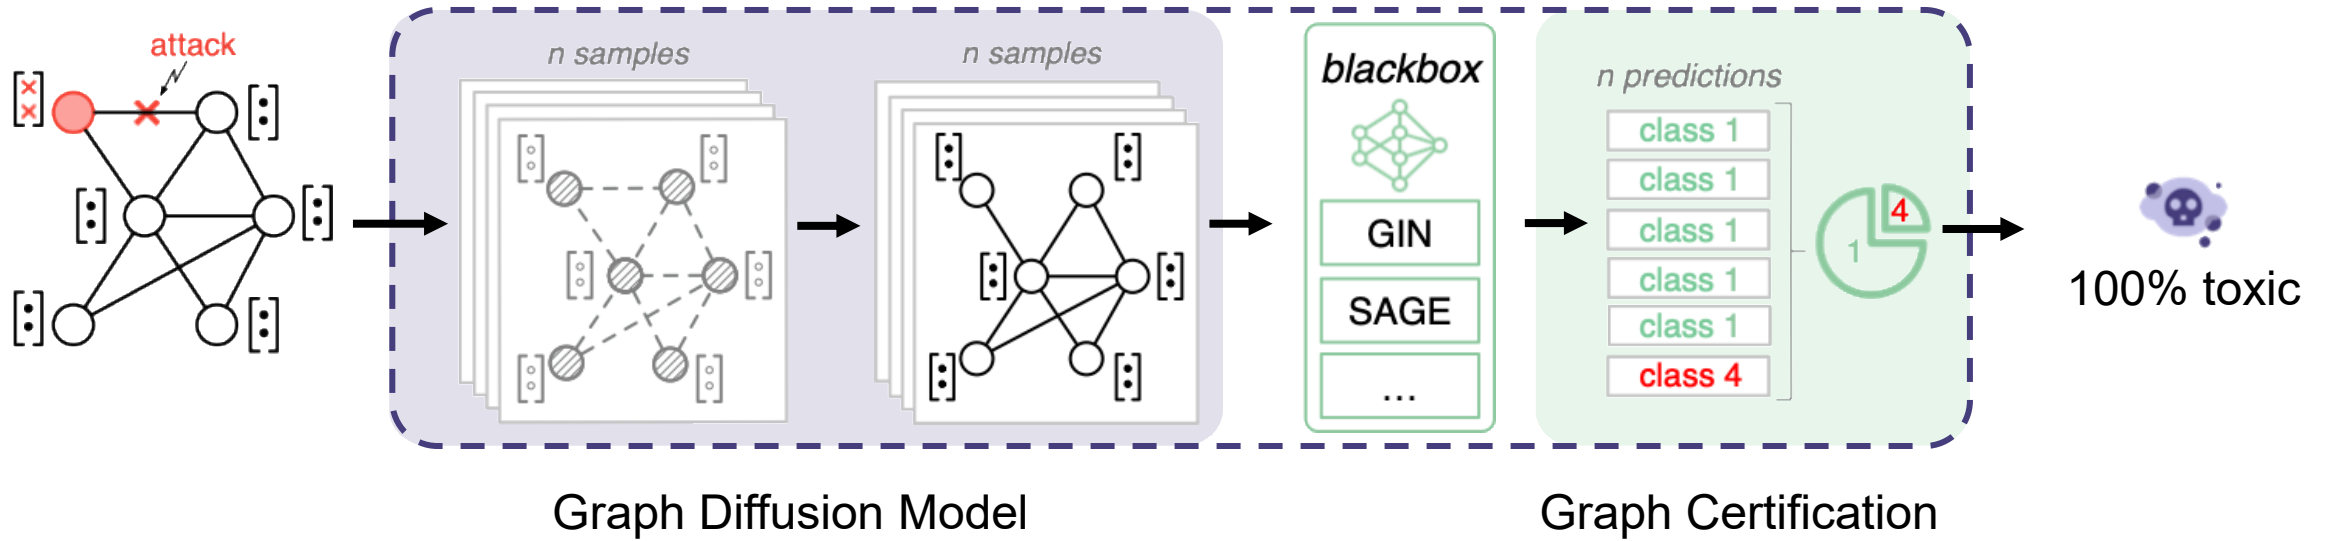 attack
n samples
n samples
blackbox
GIN
SAGE
...
n predictions
class 1
class 1
class 1
class 1
class 1
class 4
1
4
100% toxic
Graph Diffusion Model
Graph Certification